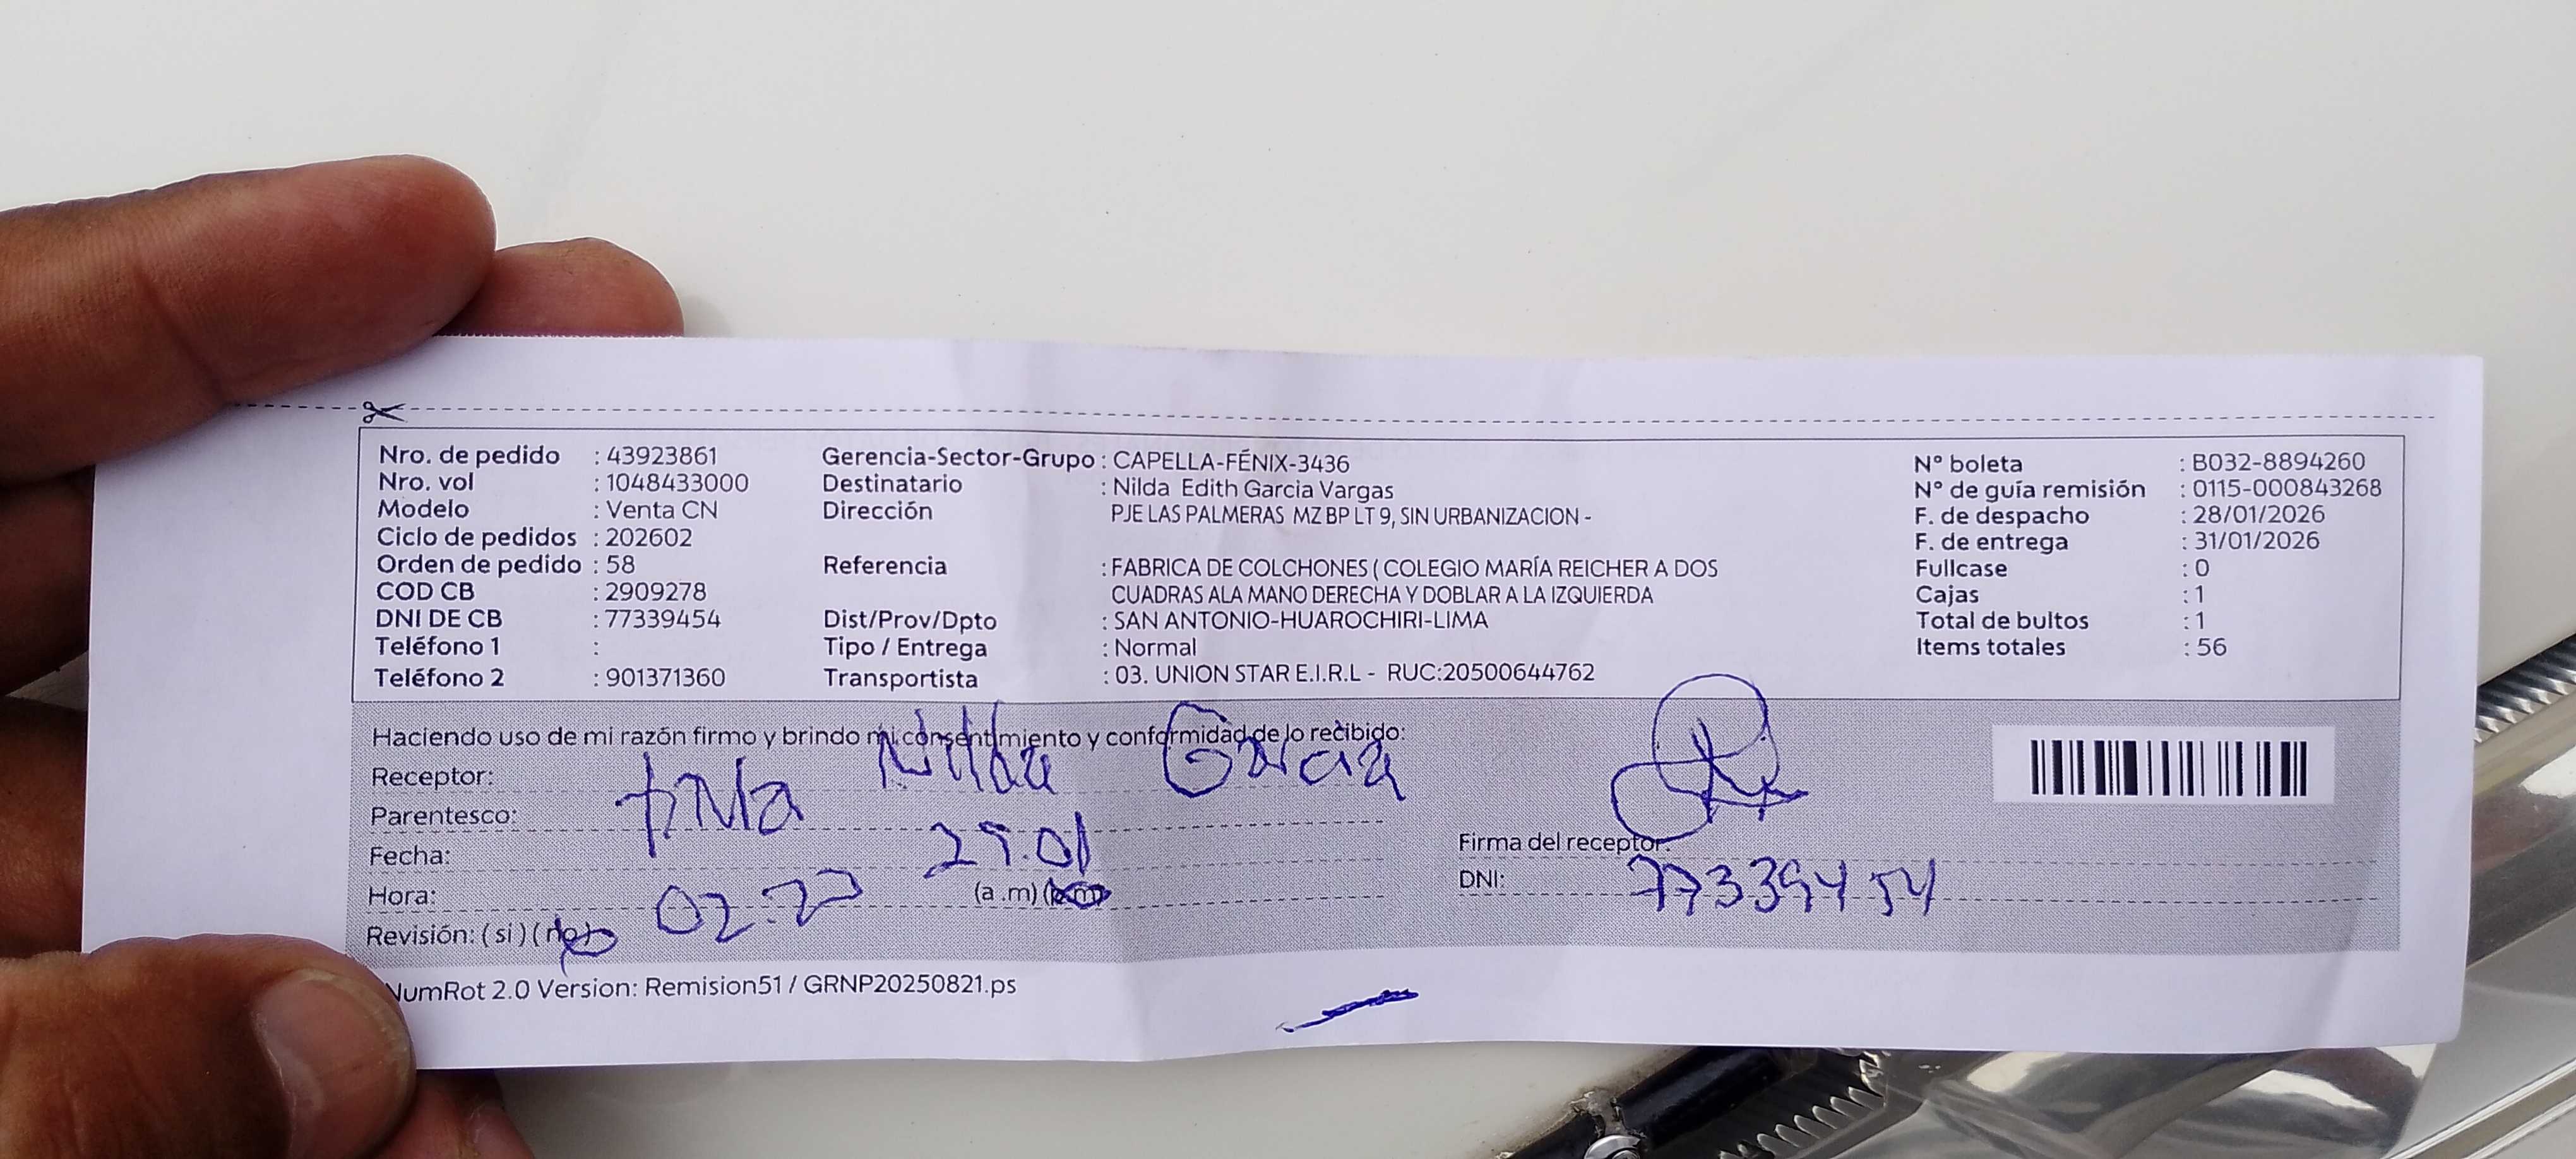 Nro. de pedido : 43923861
Nro. vol : 1048433000
Modelo : Venta CN
Ciclo de pedidos : 202602
Orden de pedido : 58
COD CB : 2909278
DNI DE CB : 77339454
Teléfono 1 :
Teléfono 2 : 901371360
Gerencia-Sector-Grupo : CAPELLA-FÉNIX-3436
Destinatario : Nilda Edith Garcia Vargas
Dirección PJE LAS PALMERAS MZ BP LT 9, SIN URBANIZACION -
Referencia : FABRICA DE COLCHONES ( COLEGIO MARÍA REICHER A DOS
CUADRAS ALA MANO DERECHA Y DOBLAR A LA IZQUIERDA
Dist/Prov/Dpto : SAN ANTONIO-HUAROCHIRI-LIMA
Tipo / Entrega : Normal
Transportista : 03. UNION STAR E.I.R.L - RUC:20500644762
N° boleta : B032-8894260
N° de guía remisión : 0115-000843268
F. de despacho : 28/01/2026
F. de entrega : 31/01/2026
Fullcase : 0
Cajas : 1
Total de bultos : 1
Items totales : 56
Haciendo uso de mi razón firmo y brindo mi consentimiento y conformidad de lo recibido:
Receptor: Nilda Garcia
Parentesco:
Fecha: 29.01
Hora: 02:20 (a.m) (p.m)
Revisión: ( si ) ( no )
Firma del receptor:
DNI: 77339454
NumRot 2.0 Version: Remision51 / GRNP20250821.ps